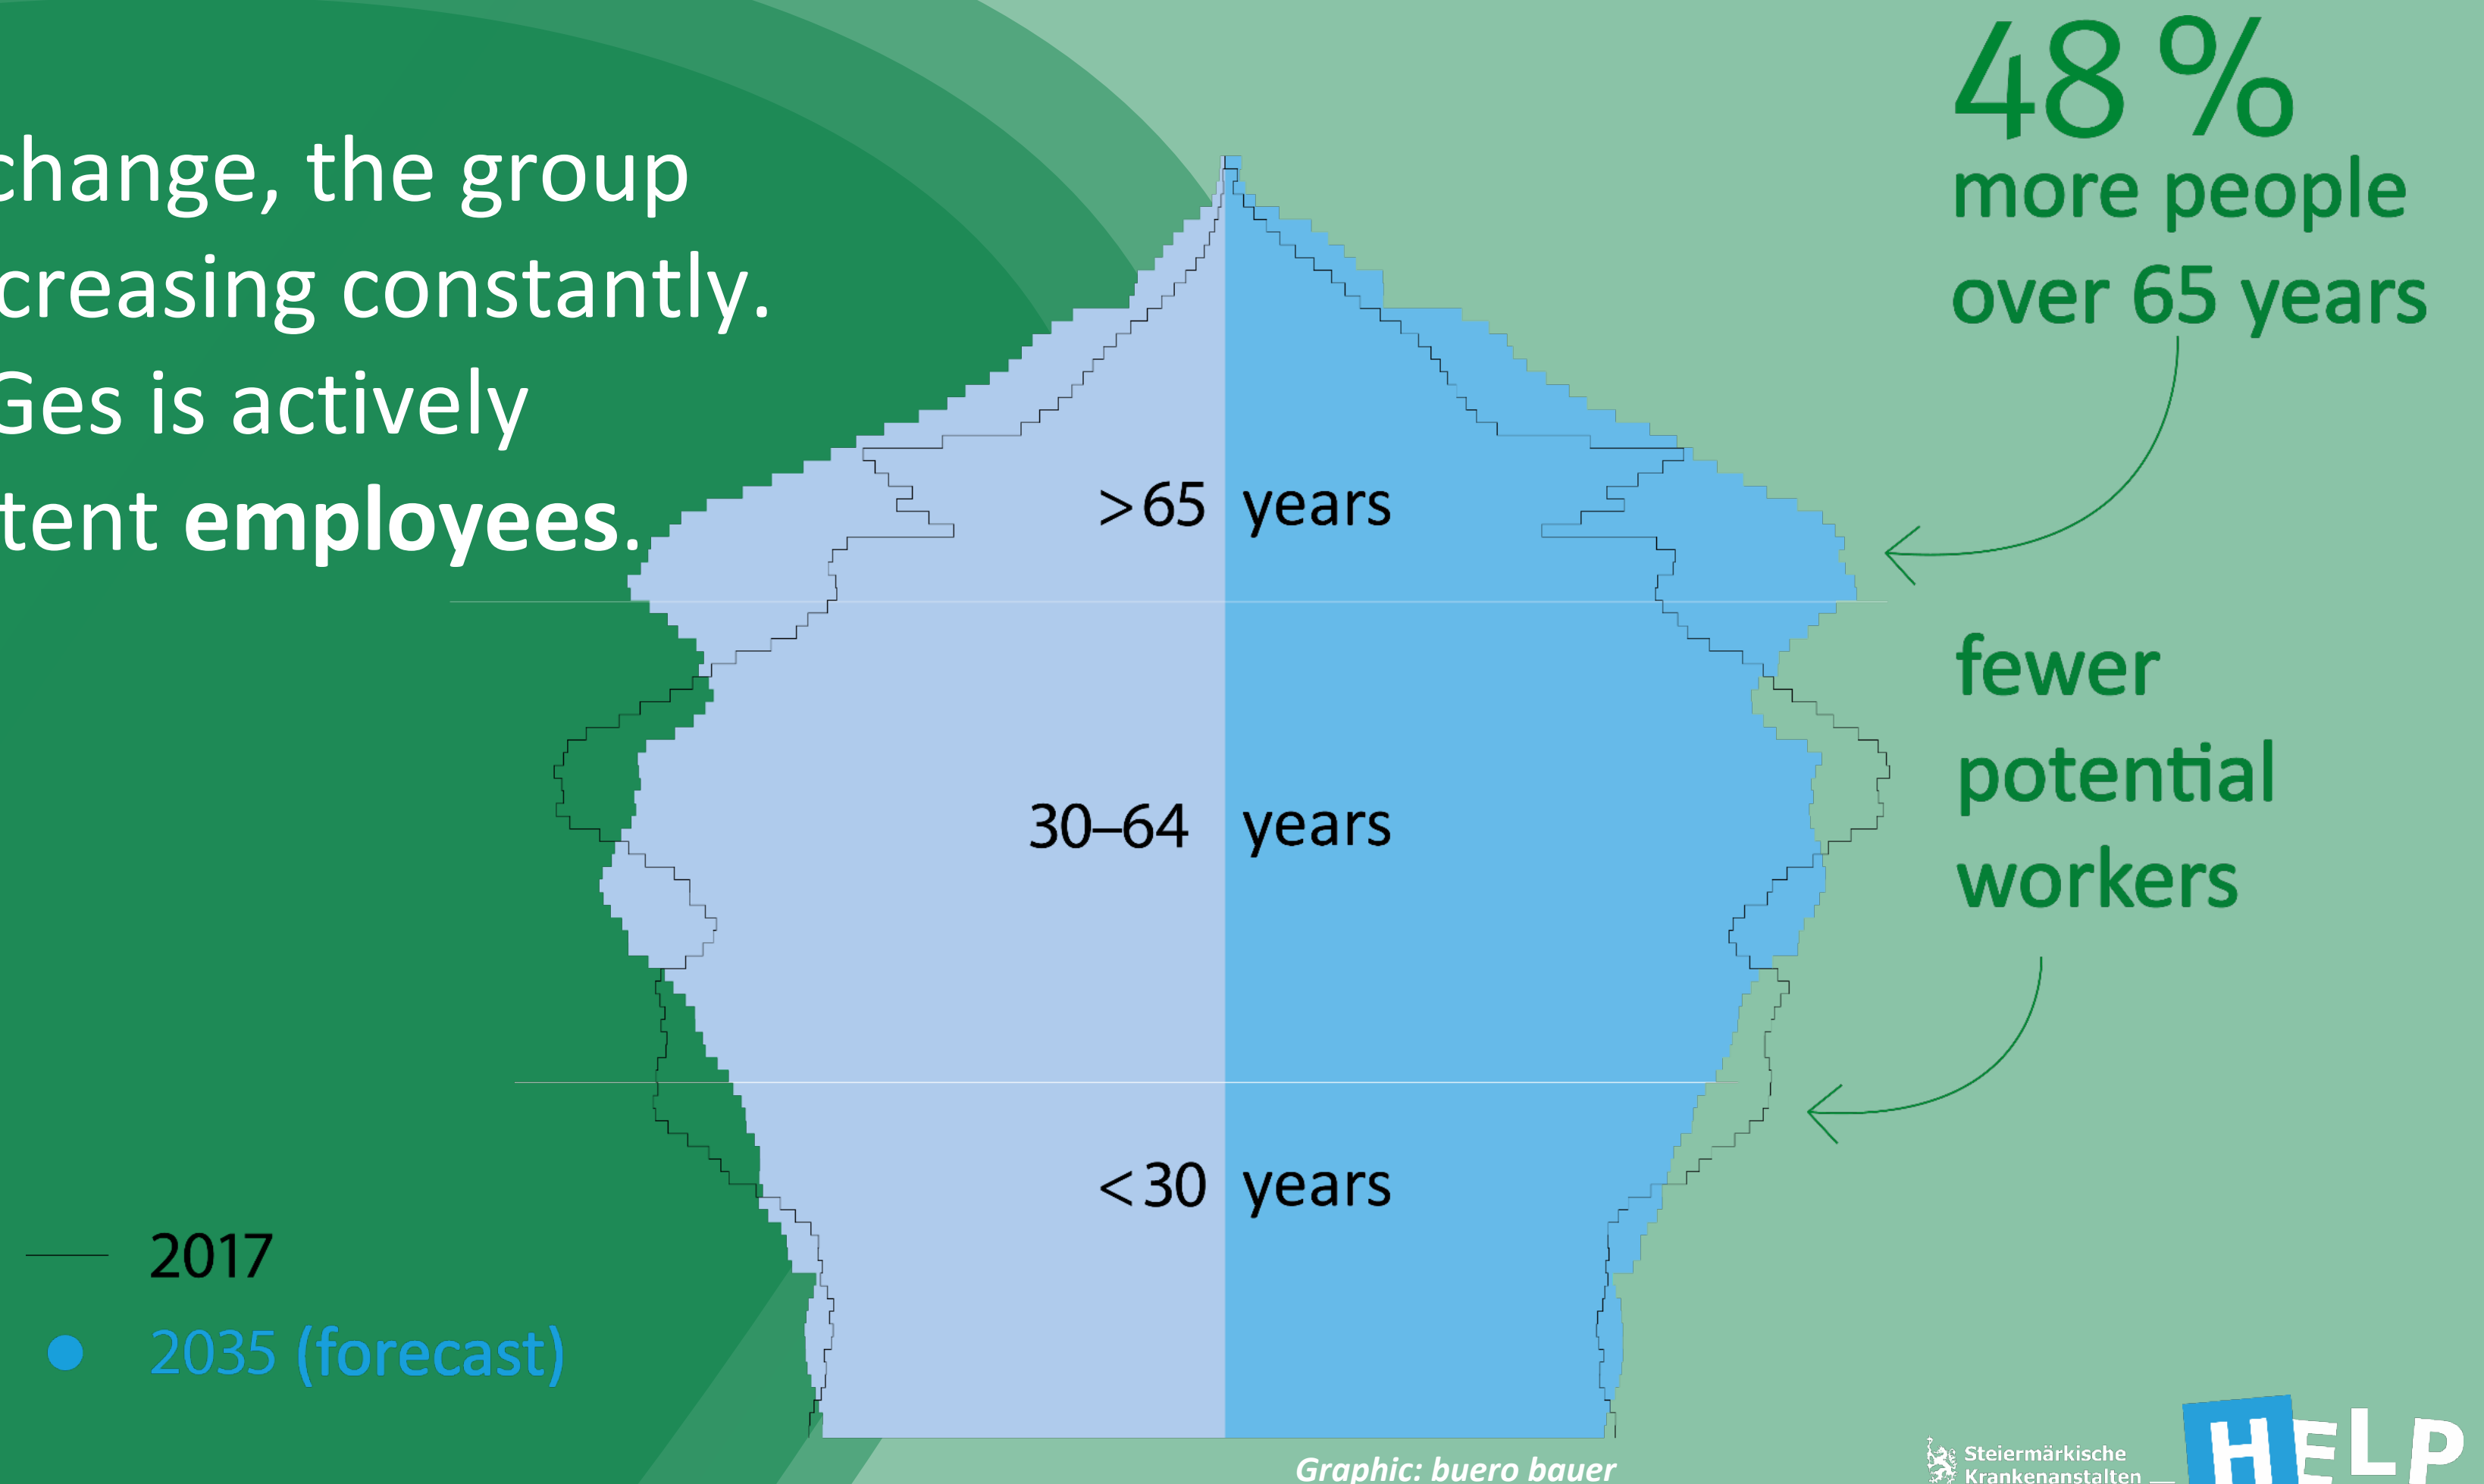 change, the group
creasing constantly.
Ges is actively
tent employees.
48 %
more people
over 65 years
>65 years
fewer
potential
workers
30–64 years
<30 years
2017
2035 (forecast)
Graphic: buero bauer
Steiermärkische
Krankenanstalten
HELP